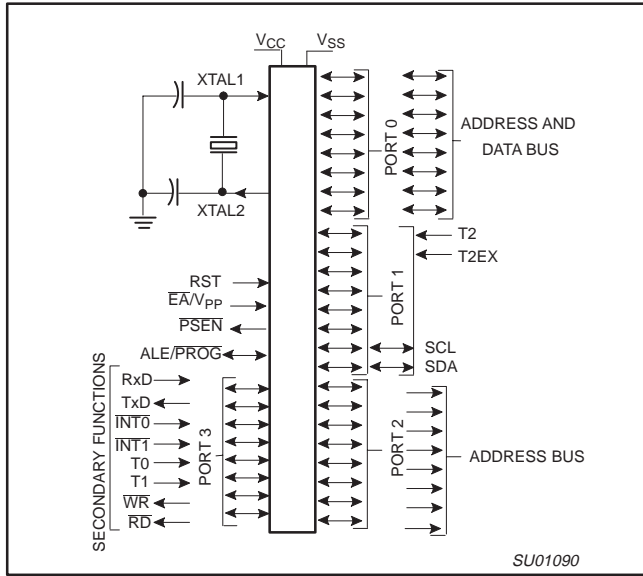 VCC VSS
XTAL1
XTAL2
PORT 0
ADDRESS AND
DATA BUS
T2
T2EX
PORT 1
SCL
SDA
RST
EA/VPP
PSEN
ALE/PROG
SECONDARY FUNCTIONS
RxD
TxD
INT0
INT1
T0
T1
WR
RD
PORT 3
PORT 2
ADDRESS BUS
SU01090